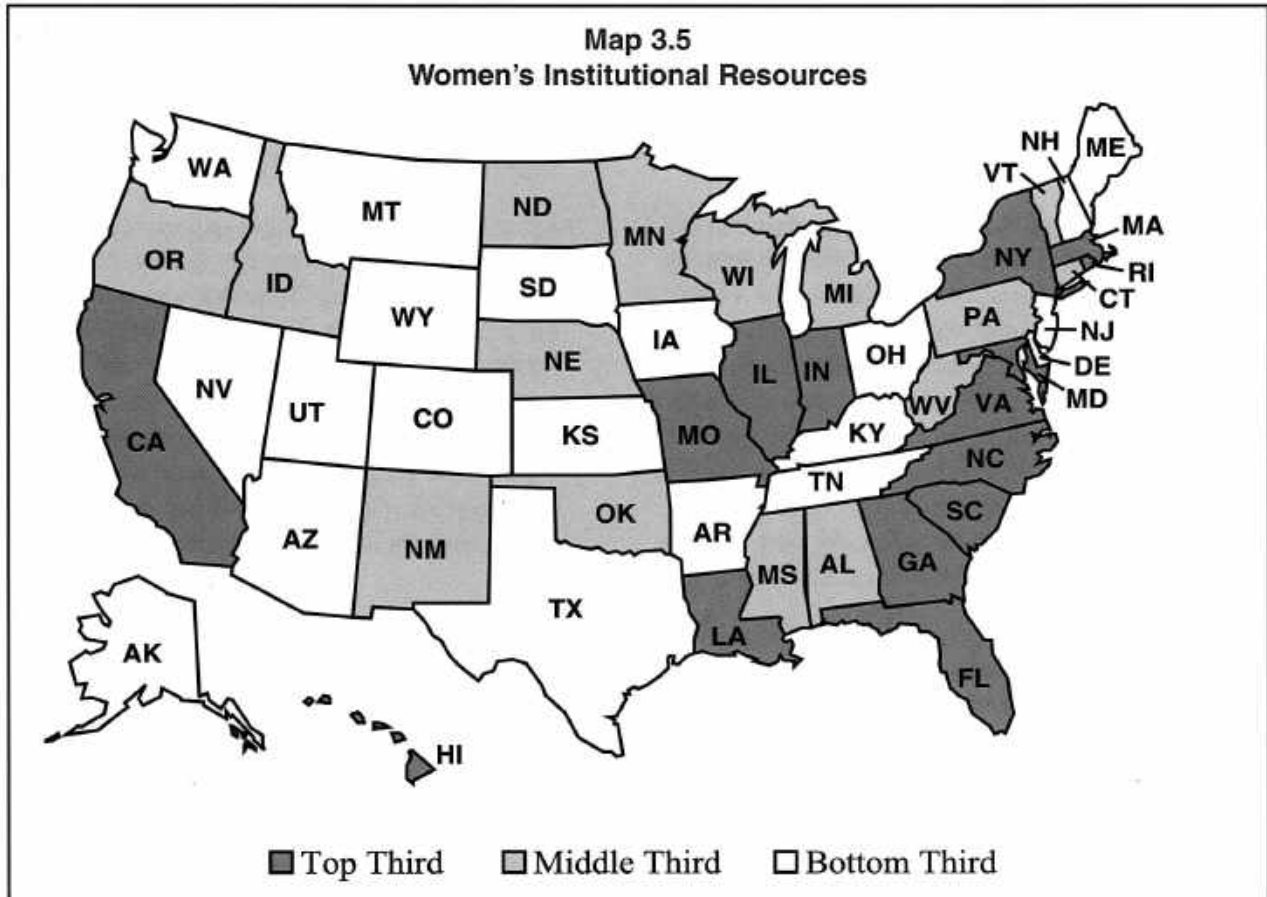 Map 3.5
Women's Institutional Resources
WA
MT
ND
MN
VT
NH
ME
OR
ID
WY
SD
WI
MI
NY
MA
RI
CT
NV
UT
CO
NE
IA
IL
IN
OH
PA
NJ
DE
MD
CA
KS
MO
KY
WV
VA
AZ
NM
OK
AR
TN
NC
SC
TX
LA
MS
AL
GA
FL
AK
HI
Top Third Middle Third Bottom Third